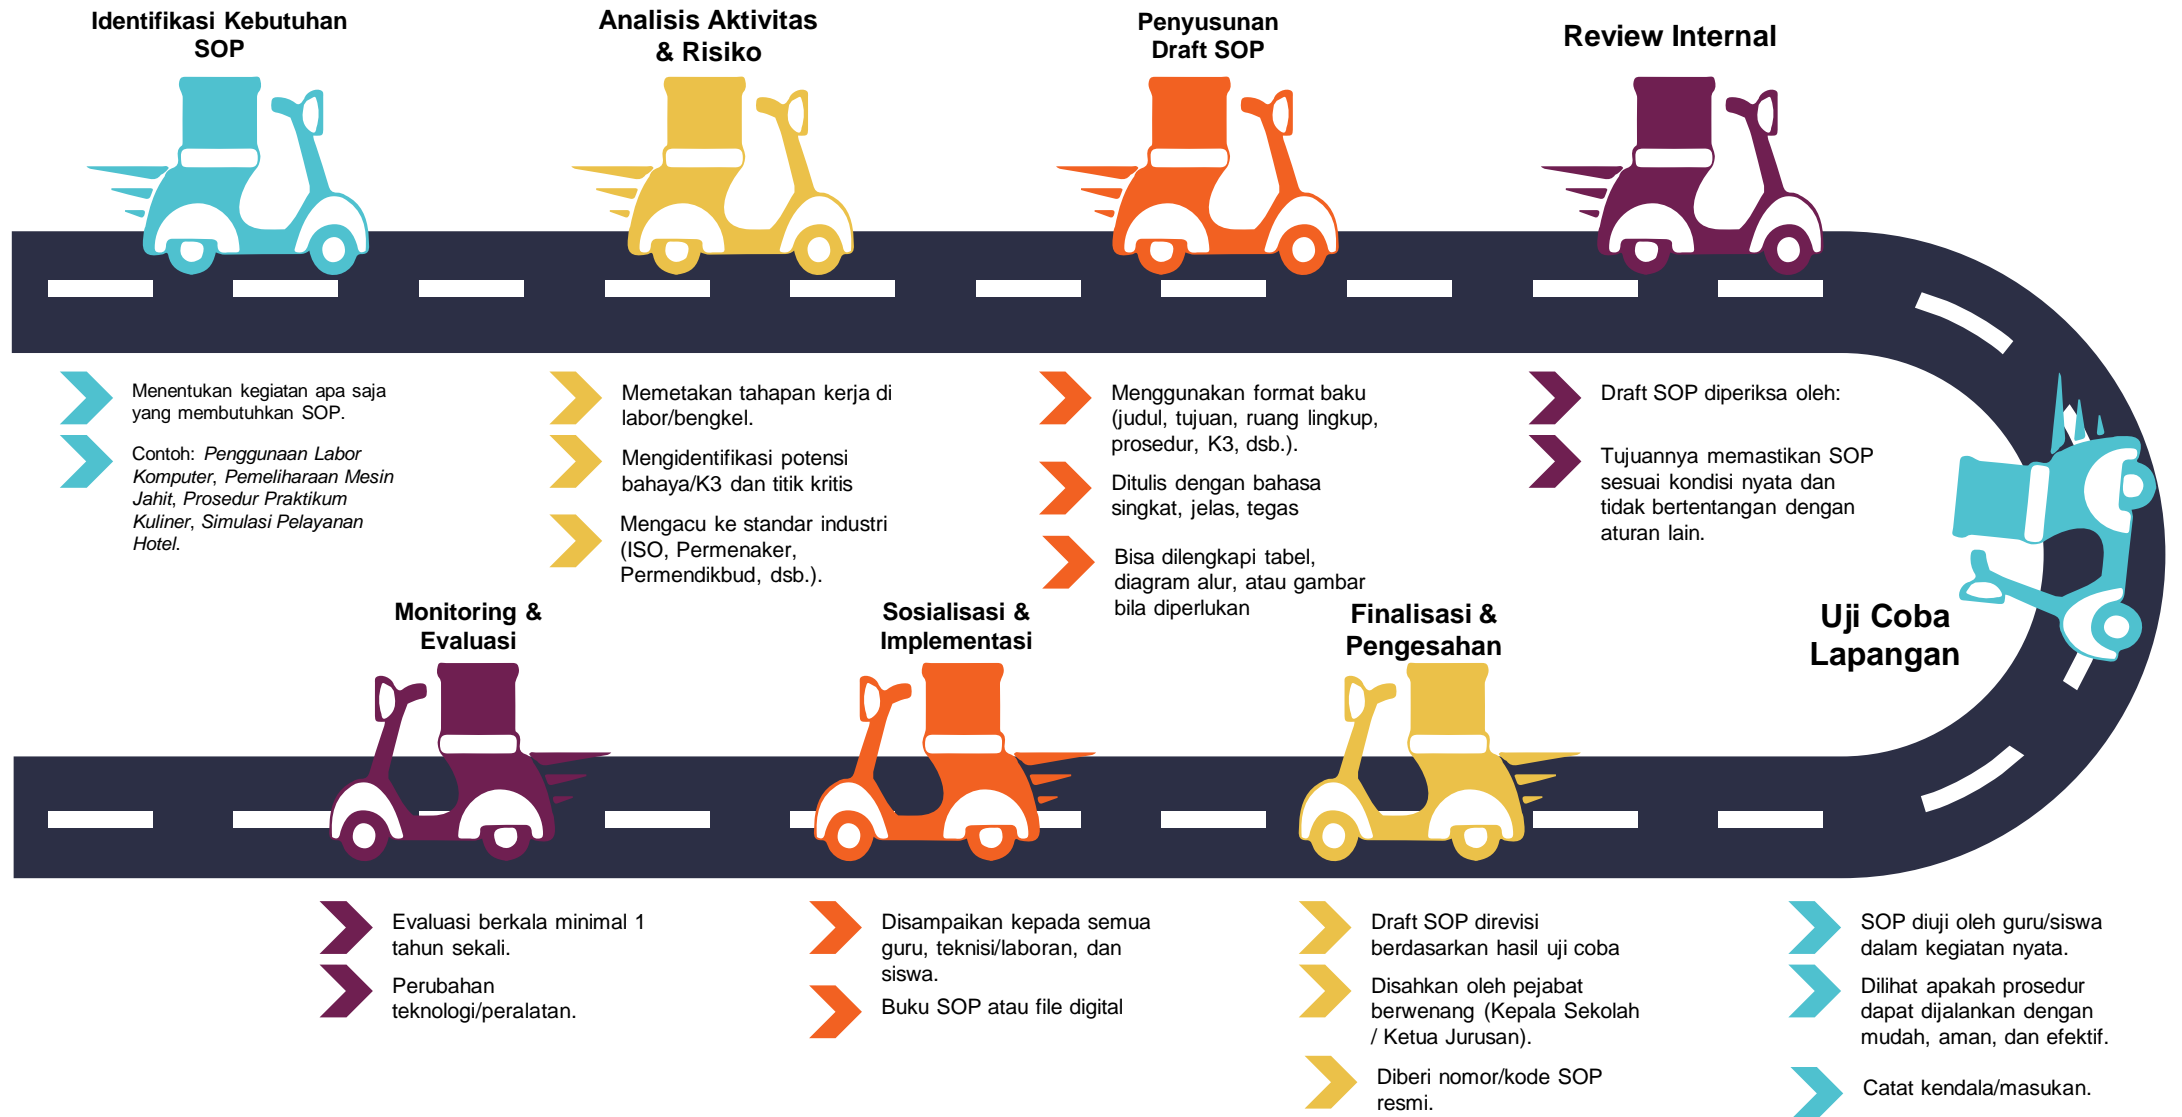 Identifikasi Kebutuhan
SOP
Menentukan kegiatan apa saja
yang membutuhkan SOP.
Contoh: Penggunaan Labor
Komputer, Pemeliharaan Mesin
Jahit, Prosedur Praktikum
Kuliner, Simulasi Pelayanan
Hotel.
Analisis Aktivitas
& Risiko
Memetakan tahapan kerja di
labor/bengkel.
Mengidentifikasi potensi
bahaya/K3 dan titik kritis
Mengacu ke standar industri
(ISO, Permenaker,
Permendikbud, dsb.).
Penyusunan
Draft SOP
Menggunakan format baku
(judul, tujuan, ruang lingkup,
prosedur, K3, dsb.).
Ditulis dengan bahasa
singkat, jelas, tegas
Bisa dilengkapi tabel,
diagram alur, atau gambar
bila diperlukan
Review Internal
Draft SOP diperiksa oleh:
Tujuannya memastikan SOP
sesuai kondisi nyata dan
tidak bertentangan dengan
aturan lain.
Uji Coba
Lapangan
SOP diuji oleh guru/siswa
dalam kegiatan nyata.
Dilihat apakah prosedur
dapat dijalankan dengan
mudah, aman, dan efektif.
Catat kendala/masukan.
Finalisasi &
Pengesahan
Draft SOP direvisi
berdasarkan hasil uji coba
Disahkan oleh pejabat
berwenang (Kepala Sekolah
/ Ketua Jurusan).
Diberi nomor/kode SOP
resmi.
Sosialisasi &
Implementasi
Disampaikan kepada semua
guru, teknisi/laboran, dan
siswa.
Buku SOP atau file digital
Monitoring &
Evaluasi
Evaluasi berkala minimal 1
tahun sekali.
Perubahan
teknologi/peralatan.